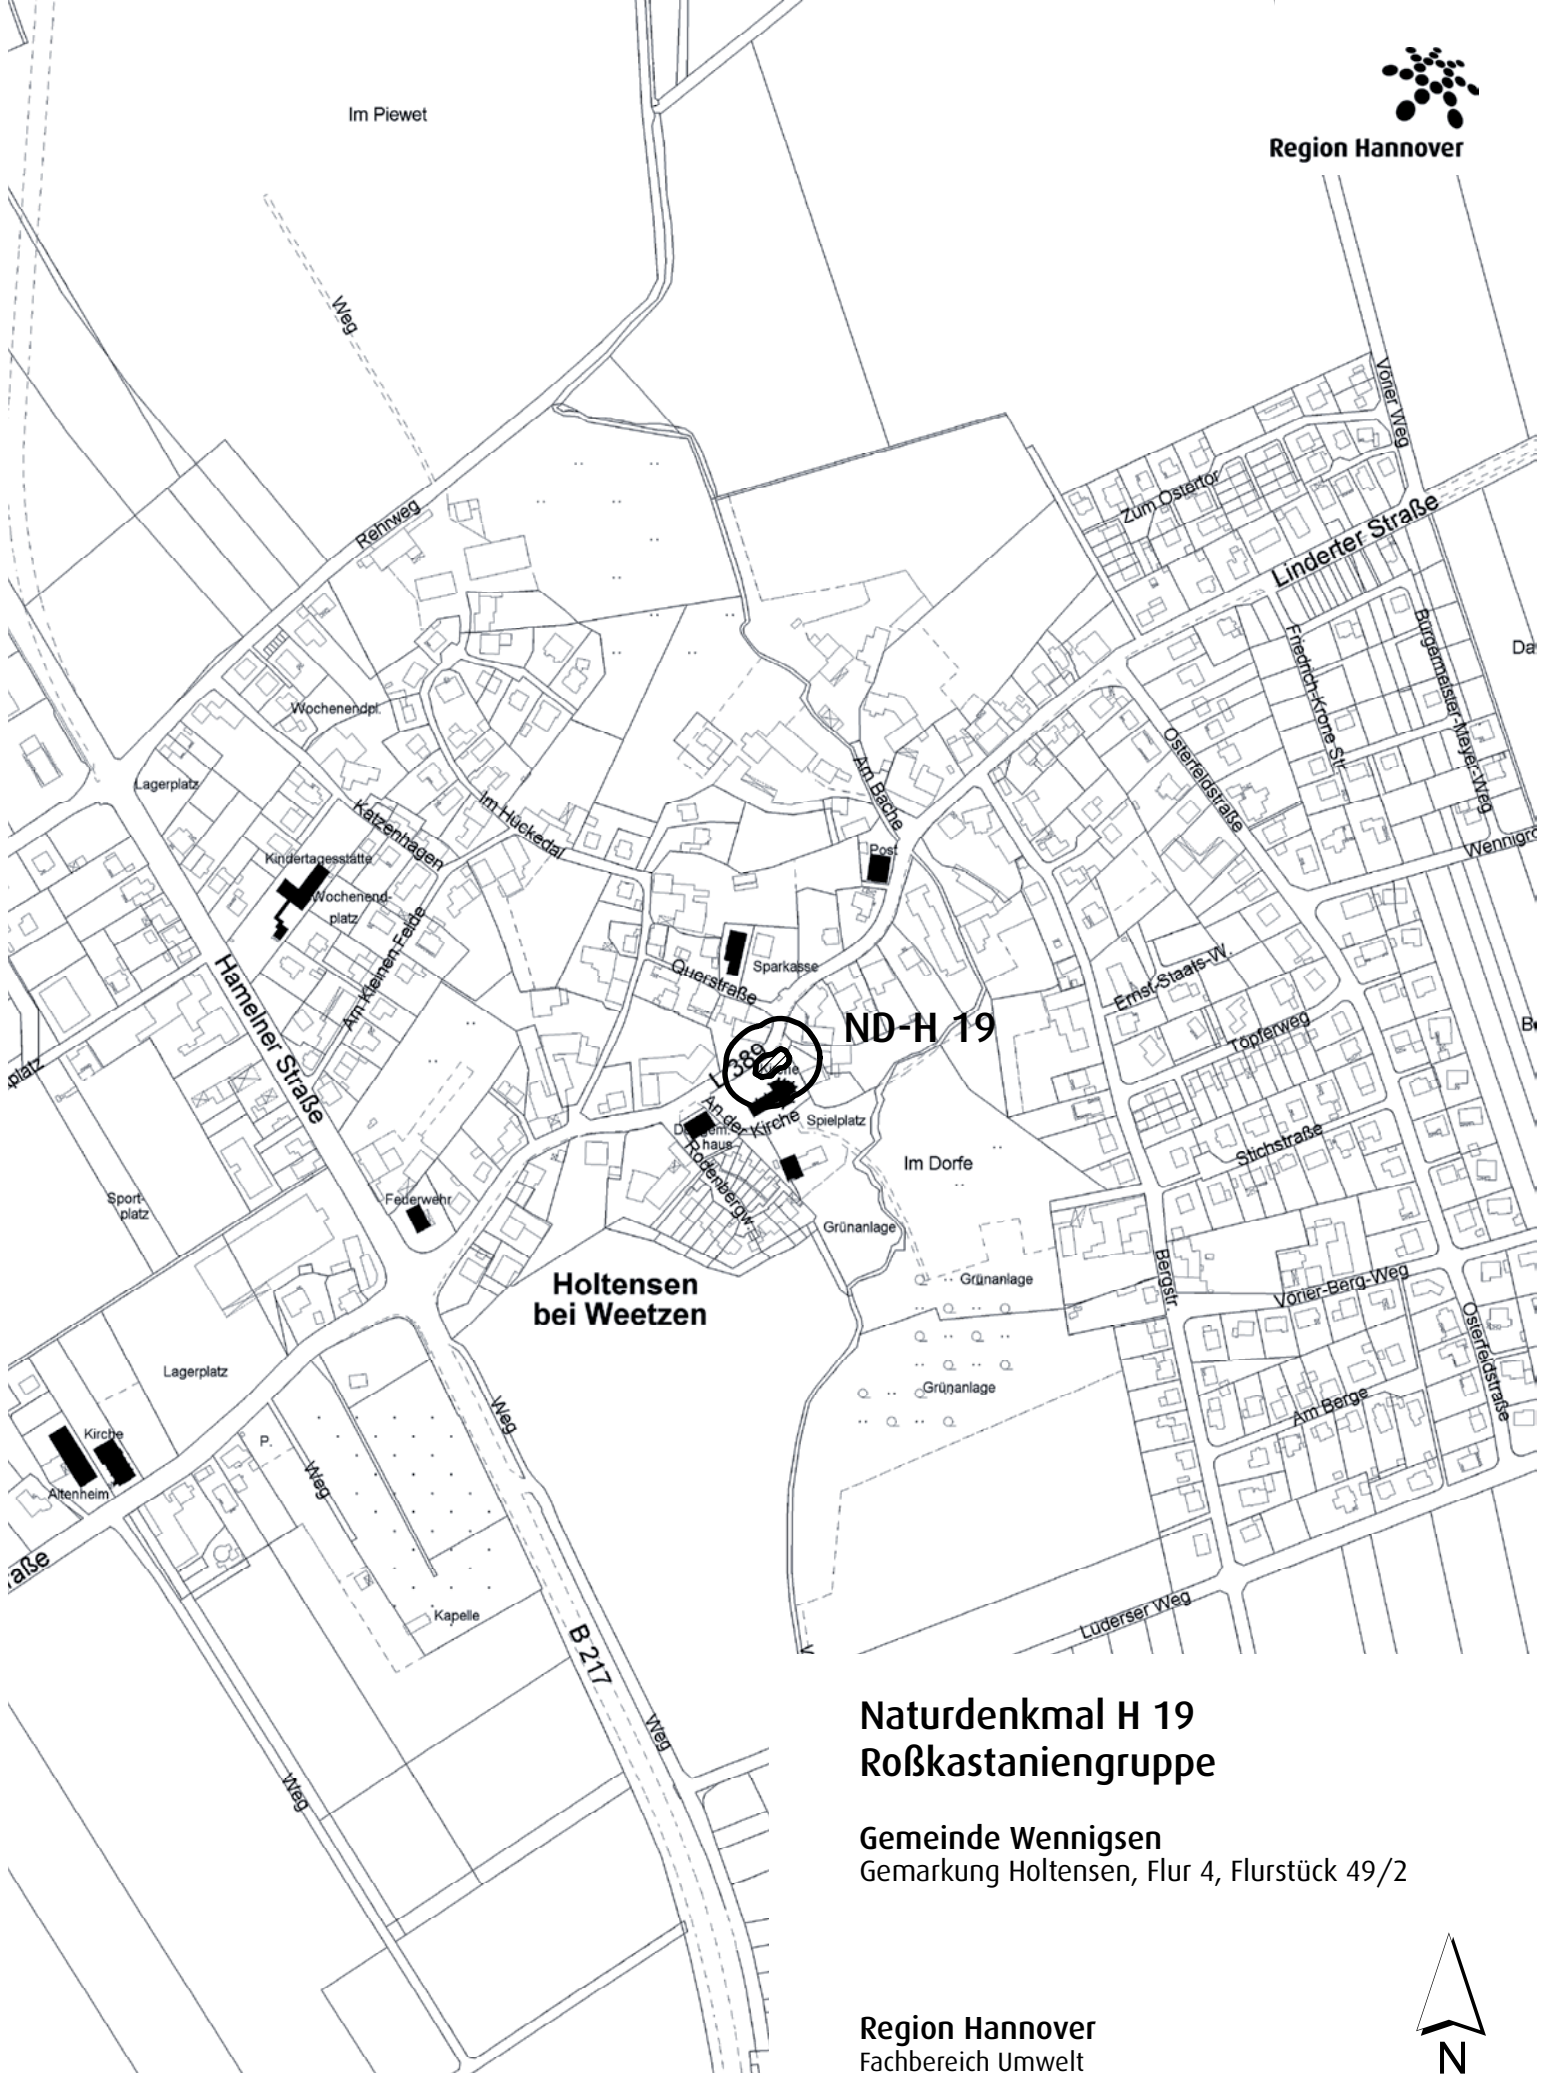 Im Piewet
Region Hannover
Weg
Vörier Weg
Zum Ostertor
Linderter Straße
Rehrweg
Friedrich-Krone Str.
Bürgermeister-Meyer-Weg
Wochenendpl.
Lagerplatz
Osterfeldstraße
Am Bache
Im Hückedal
Katzenhagen
Post
Kindertagesstätte
Wochenend-
platz
Am Kleinen Felde
Hamelner Straße
Sparkasse
Querstraße
Ernst-Staats-W.
Töpferweg
ND-H 19
L 389
Kirche
An der Kirche
Spielplatz
haus
Rodenbergw.
Im Dorfe
Stichstraße
Sport-
platz
Feuerwehr
Grünanlage
Grünanlage
Bergstr.
Vörier-Berg-Weg
Holtensen
bei Weetzen
Osterfeldstraße
Lagerplatz
Grünanlage
Am Berge
Weg
Kirche
P.
Weg
Altenheim
Kapelle
Lüderser Weg
B 217
Weg
Weg
Naturdenkmal H 19
Roßkastaniengruppe
Gemeinde Wennigsen
Gemarkung Holtensen, Flur 4, Flurstück 49/2
Region Hannover
Fachbereich Umwelt
N